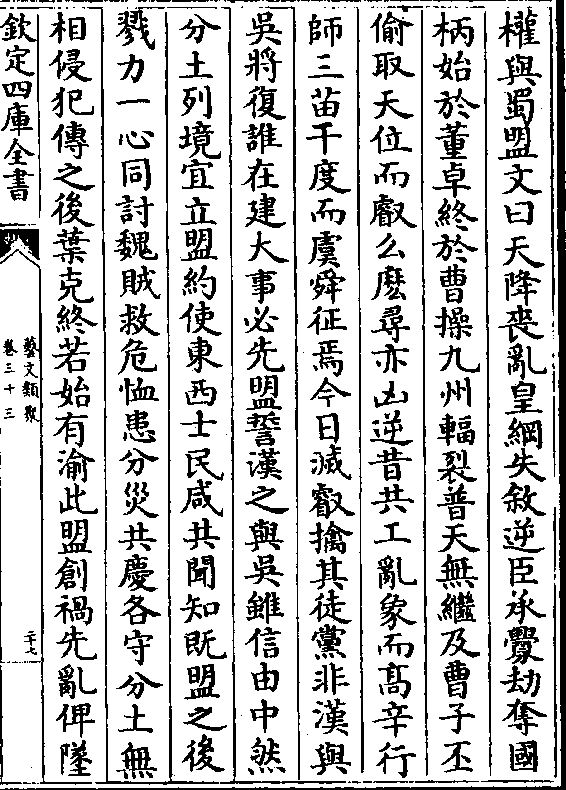 權與蜀盟文曰天降喪亂皇綱失敘逆臣承釁劫奪國
柄始於董卓終於曹操九州輻裂普天無繼及曹子丕
偷取天位而叡么麽尋亦凶逆昔共工亂象而髙辛行
師三苗干度而虞舜征焉今日滅叡擒其徒黨非漢與
吳將復誰在建大事必先盟誓漢之與吳雖信由中然
分土列境宜立盟約使東西士民咸共聞知既盟之後
戮力一心同討魏賊救危恤患分災共慶各守分土無
相侵犯傳之後葉克終若始有渝此盟創禍先亂俾墜
欽定四庫全書
藝文類聚
卷三十三
二十七